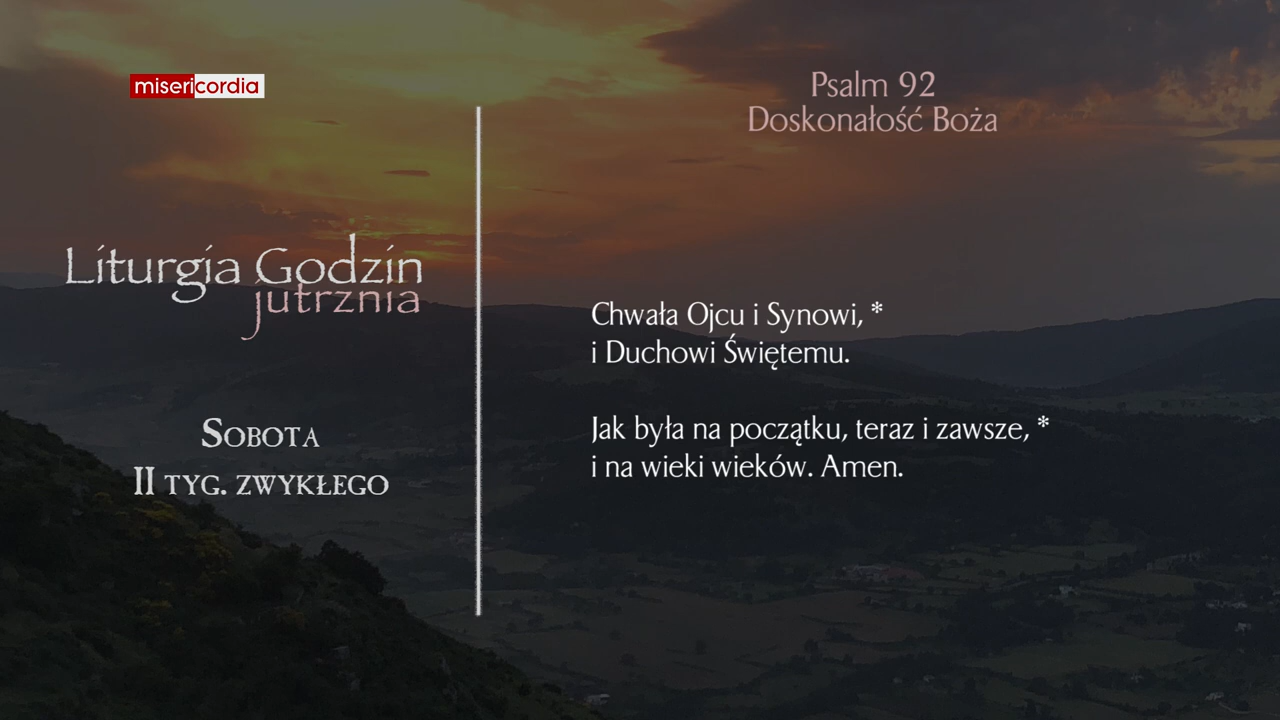 misericordia
Liturgia Godzin
jutrznia
Sobota
II tyg. zwykłego
Psalm 92
Doskonałość Boża
Chwała Ojcu i Synowi, *
i Duchowi Świętemu.
Jak była na początku, teraz i zawsze, *
i na wieki wieków. Amen.